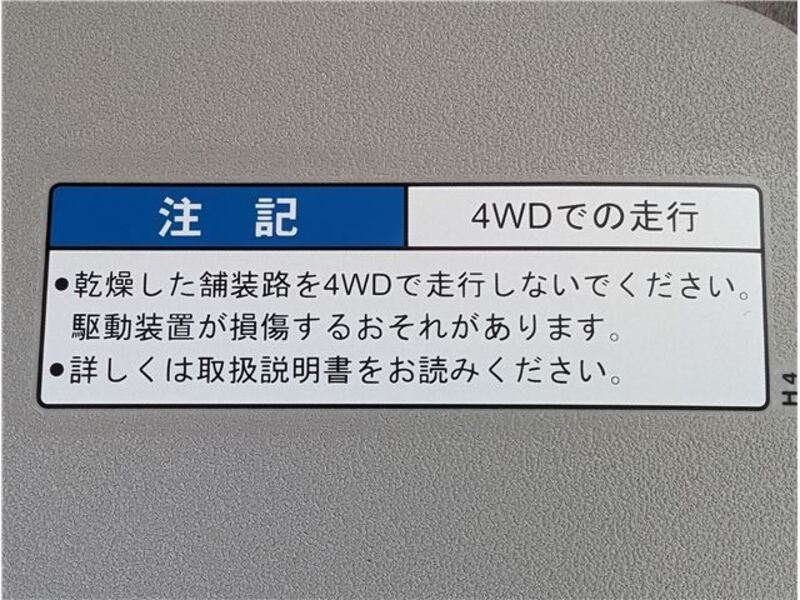 注 記
4WDでの走行
●乾燥した舗装路を4WDで走行しないでください。
駆動装置が損傷するおそれがあります。
●詳しくは取扱説明書をお読みください。
H4